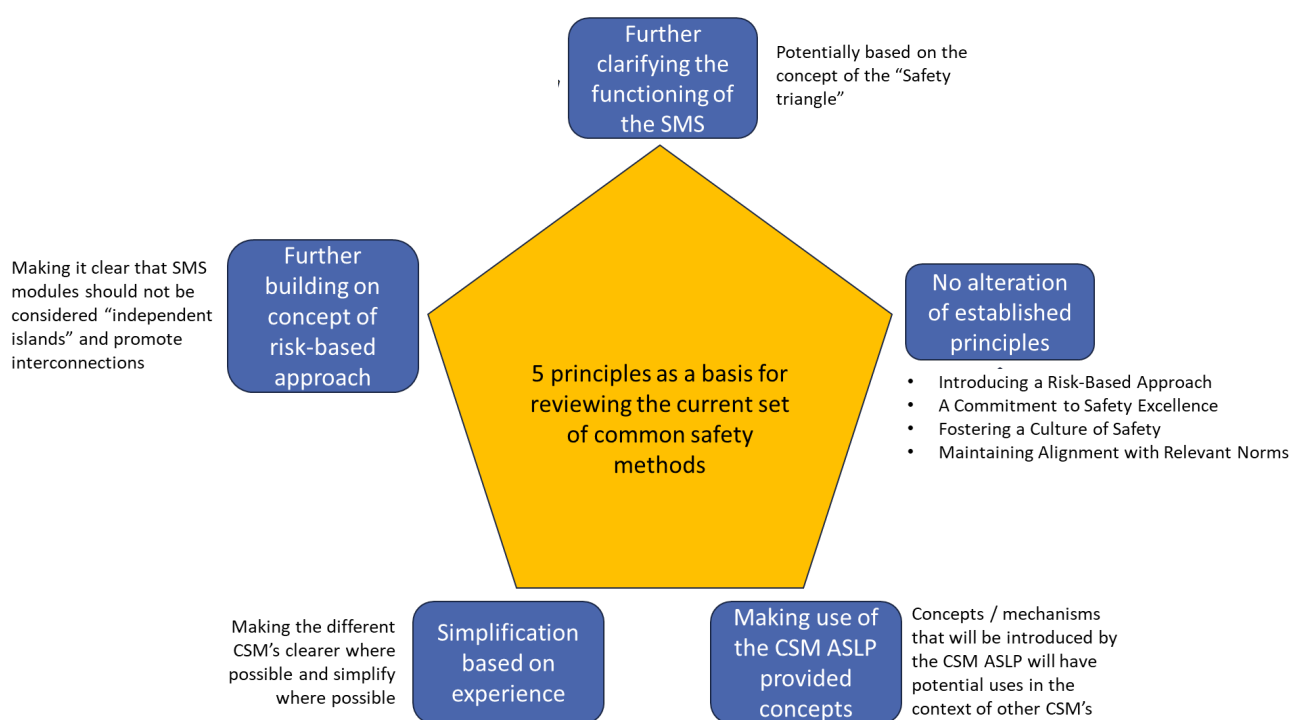 Further
clarifying the
functioning of
the SMS
Potentially based on the
concept of the “Safety
triangle”
Making it clear that SMS
modules should not be
considered “independent
islands” and promote
interconnections
Further
building on
concept of
risk-based
approach
No alteration
of established
principles
• Introducing a Risk-Based Approach
• A Commitment to Safety Excellence
• Fostering a Culture of Safety
• Maintaining Alignment with Relevant Norms
5 principles as a basis for
reviewing the current set
of common safety
methods
Making the different
CSM’s clearer where
possible and simplify
where possible
Simplification
based on
experience
Making use of
the CSM ASLP
provided
concepts
Concepts / mechanisms
that will be introduced by
the CSM ASLP will have
potential uses in the
context of other CSM’s